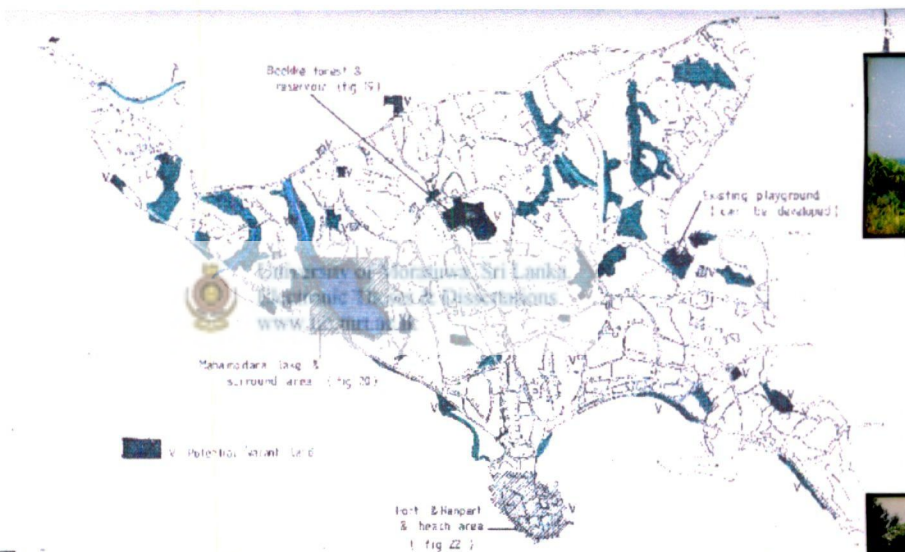 Beekke forest &
reservoir (fig 19)
V
Existing playground
( can be developed )
University of Moratuwa, Sri Lanka.
Electronic Theses & Dissertations
www.lib.mrt.ac.lk
Mahamodara lake &
surround area (fig 20)
V Potential Vacant Land
Fort & Rampart
& beach area
( fig 22 )